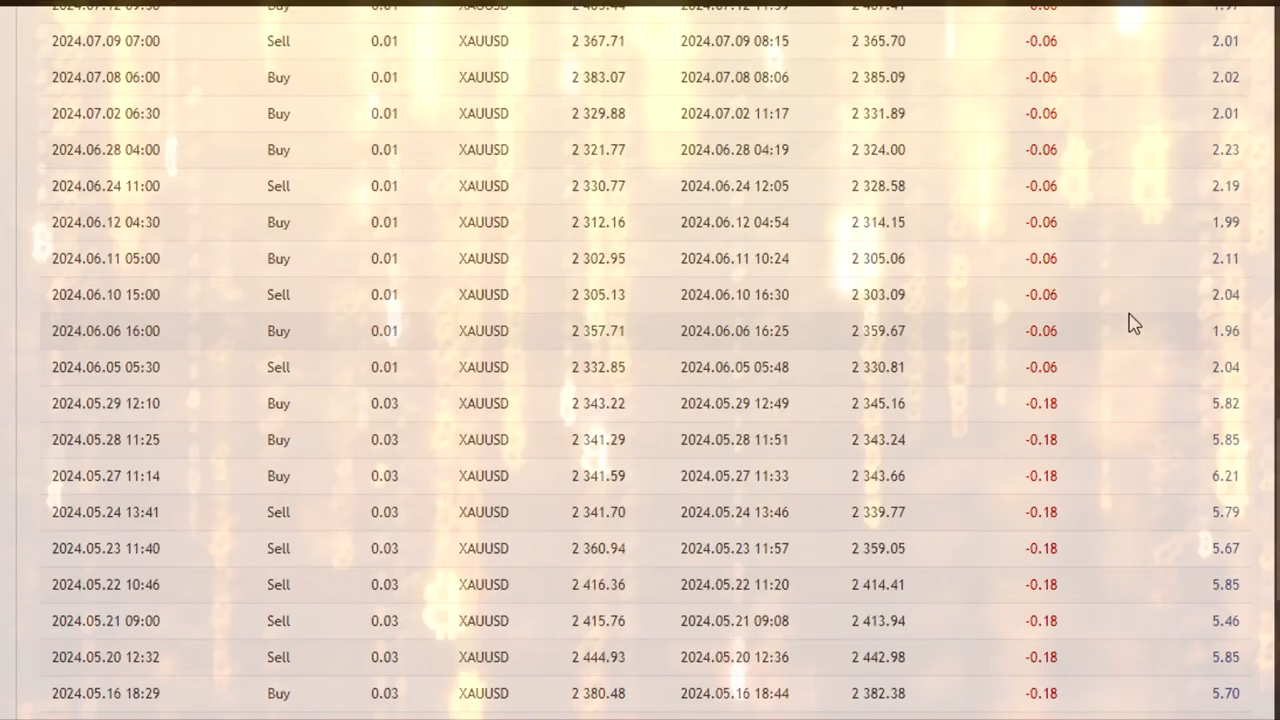 2024.07.09 07:00 Sell 0.01 XAUUSD 2 367.71 2024.07.09 08:15 2 365.70 -0.06 2.01
2024.07.08 06:00 Buy 0.01 XAUUSD 2 383.07 2024.07.08 08:06 2 385.09 -0.06 2.02
2024.07.02 06:30 Buy 0.01 XAUUSD 2 329.88 2024.07.02 11:17 2 331.89 -0.06 2.01
2024.06.28 04:00 Buy 0.01 XAUUSD 2 321.77 2024.06.28 04:19 2 324.00 -0.06 2.23
2024.06.24 11:00 Sell 0.01 XAUUSD 2 330.77 2024.06.24 12:05 2 328.58 -0.06 2.19
2024.06.12 04:30 Buy 0.01 XAUUSD 2 312.16 2024.06.12 04:54 2 314.15 -0.06 1.99
2024.06.11 05:00 Buy 0.01 XAUUSD 2 302.95 2024.06.11 10:24 2 305.06 -0.06 2.11
2024.06.10 15:00 Sell 0.01 XAUUSD 2 305.13 2024.06.10 16:30 2 303.09 -0.06 2.04
2024.06.06 16:00 Buy 0.01 XAUUSD 2 357.71 2024.06.06 16:25 2 359.67 -0.06 1.96
2024.06.05 05:30 Sell 0.01 XAUUSD 2 332.85 2024.06.05 05:48 2 330.81 -0.06 2.04
2024.05.29 12:10 Buy 0.03 XAUUSD 2 343.22 2024.05.29 12:49 2 345.16 -0.18 5.82
2024.05.28 11:25 Buy 0.03 XAUUSD 2 341.29 2024.05.28 11:51 2 343.24 -0.18 5.85
2024.05.27 11:14 Buy 0.03 XAUUSD 2 341.59 2024.05.27 11:33 2 343.66 -0.18 6.21
2024.05.24 13:41 Sell 0.03 XAUUSD 2 341.70 2024.05.24 13:46 2 339.77 -0.18 5.79
2024.05.23 11:40 Sell 0.03 XAUUSD 2 360.94 2024.05.23 11:57 2 359.05 -0.18 5.67
2024.05.22 10:46 Sell 0.03 XAUUSD 2 416.36 2024.05.22 11:20 2 414.41 -0.18 5.85
2024.05.21 09:00 Sell 0.03 XAUUSD 2 415.76 2024.05.21 09:08 2 413.94 -0.18 5.46
2024.05.20 12:32 Sell 0.03 XAUUSD 2 444.93 2024.05.20 12:36 2 442.98 -0.18 5.85
2024.05.16 18:29 Buy 0.03 XAUUSD 2 380.48 2024.05.16 18:44 2 382.38 -0.18 5.70